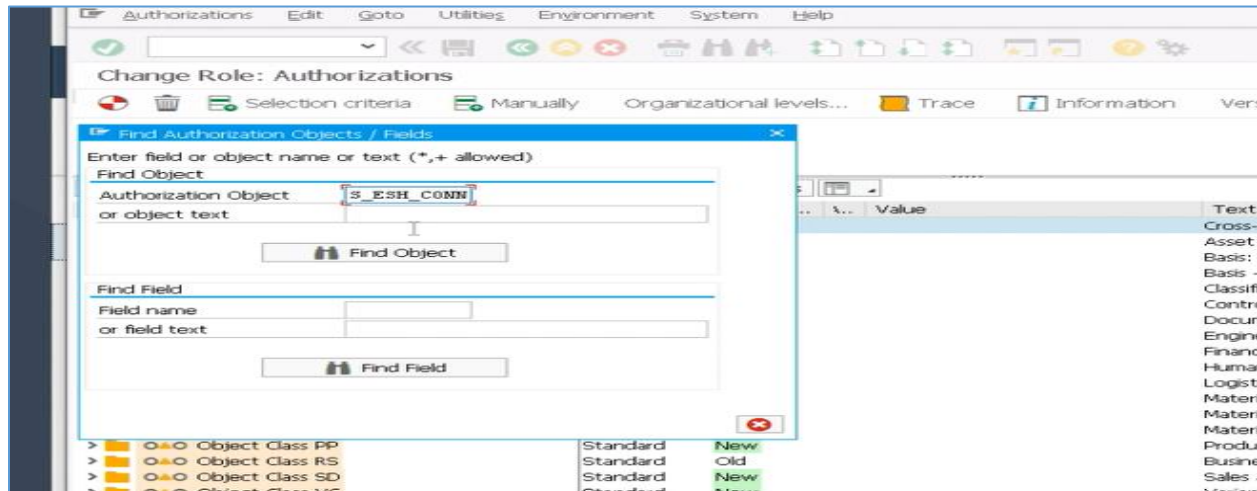 Authorizations Edit Goto Utilities Environment System Help
Change Role: Authorizations
Selection criteria Manually Organizational levels... Trace Information Vers
Find Authorization Objects / Fields
Enter field or object name or text (*,+ allowed)
Find Object
Authorization Object S_ESH_CONN
or object text
Find Object
Find Field
Field name
or field text
Find Field
Value Text
Cross-
Asset
Basis:
Basis -
Classif
Contro
Docum
Engine
Financ
Human
Logist
Materi
Materi
Materi
Object Class PP Standard New Produ
Object Class RS Standard Old Busine
Object Class SD Standard New Sales